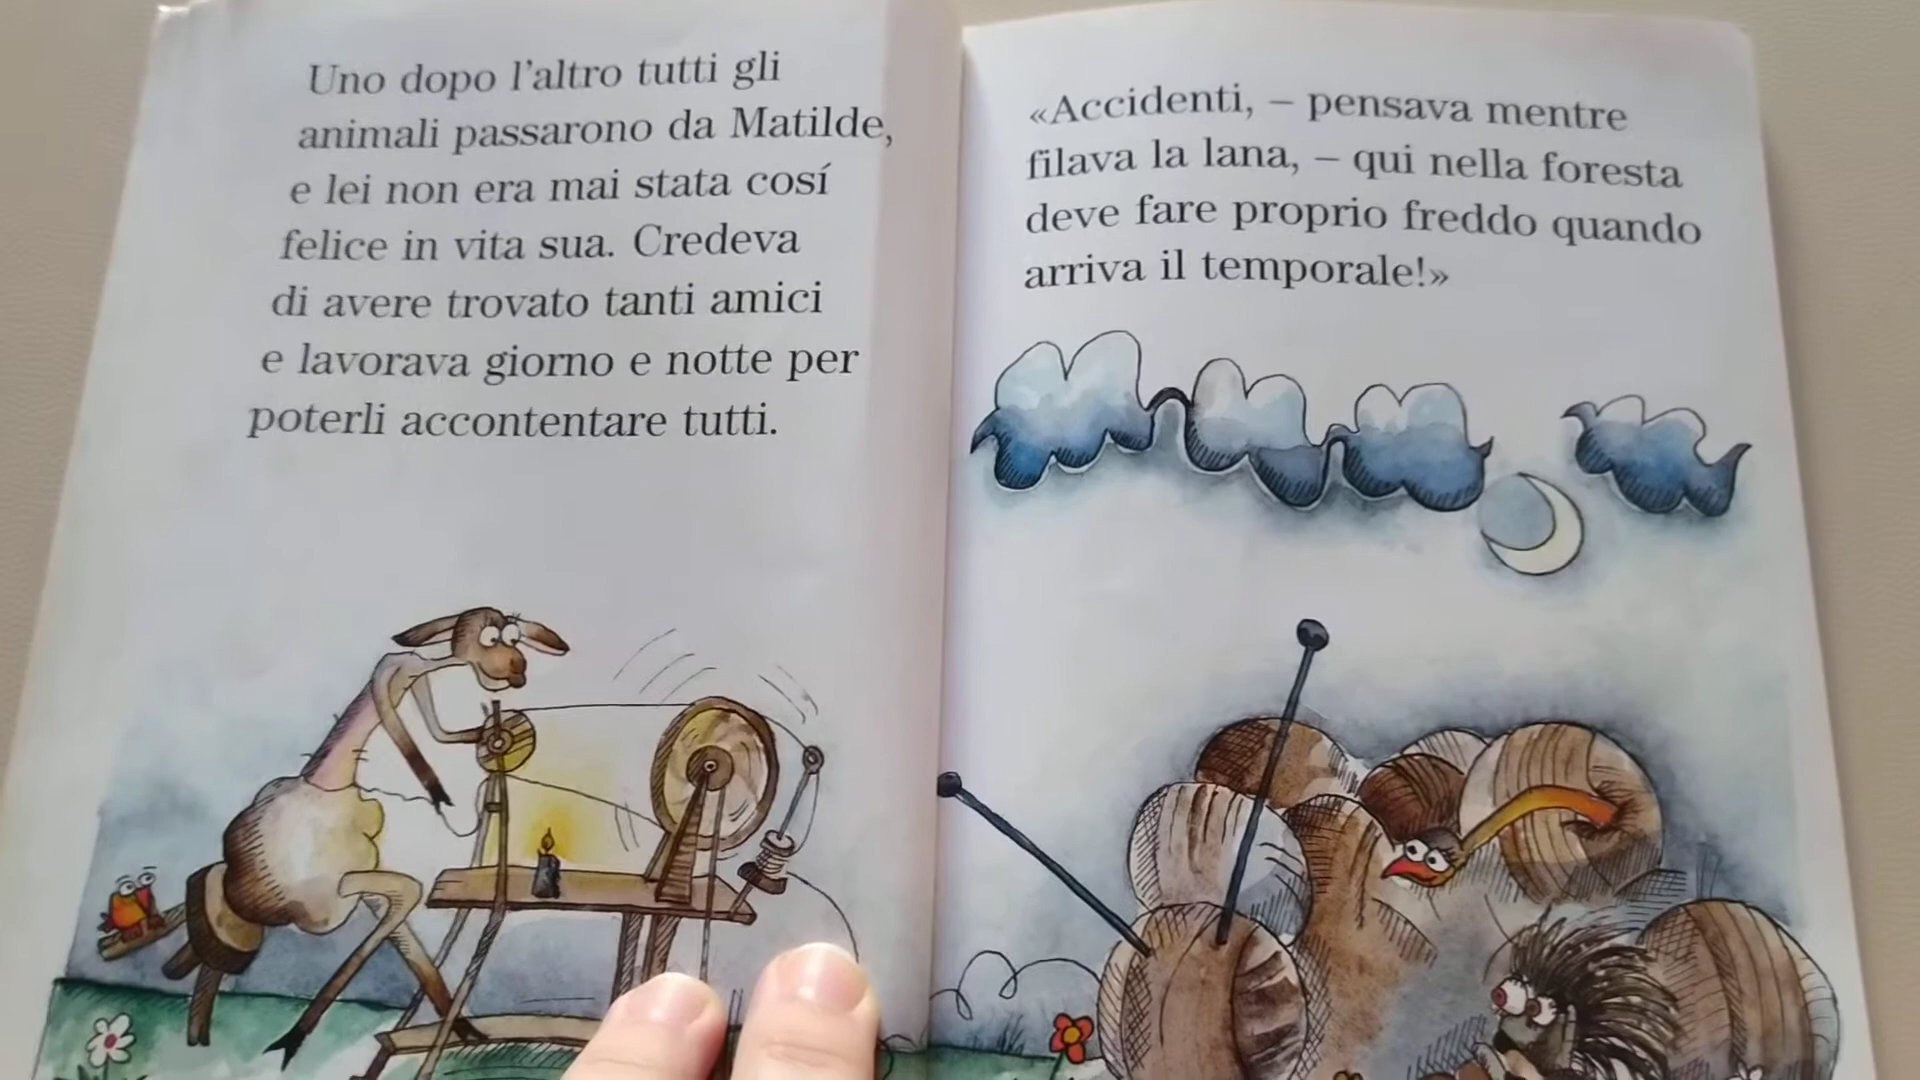 Uno dopo l'altro tutti gli
animali passarono da Matilde,
e lei non era mai stata cosí
felice in vita sua. Credeva
di avere trovato tanti amici
e lavorava giorno e notte per
poterli accontentare tutti.
«Accidenti, – pensava mentre
filava la lana, – qui nella foresta
deve fare proprio freddo quando
arriva il temporale!»